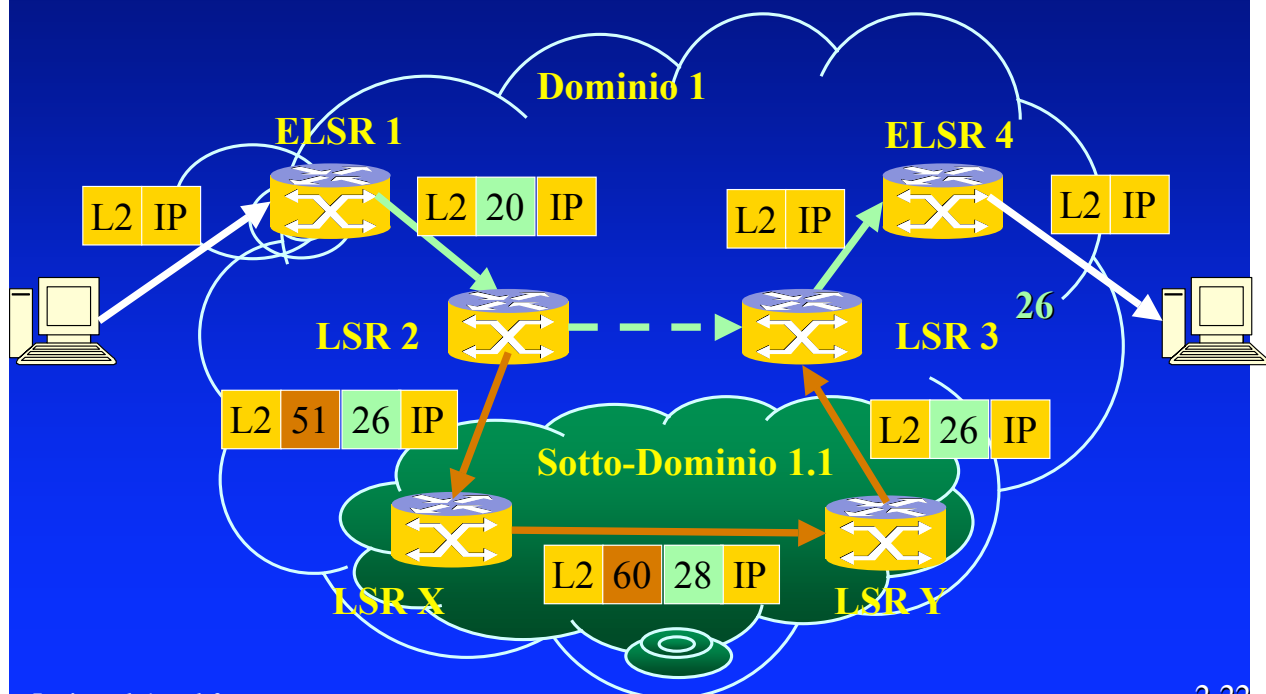 Dominio 1
ELSR 1
ELSR 4
L2 IP
L2 20 IP
L2 IP
L2 IP
26
LSR 2
LSR 3
L2 51 26 IP
L2 26 IP
Sotto-Dominio 1.1
L2 60 28 IP
LSR X
LSR Y